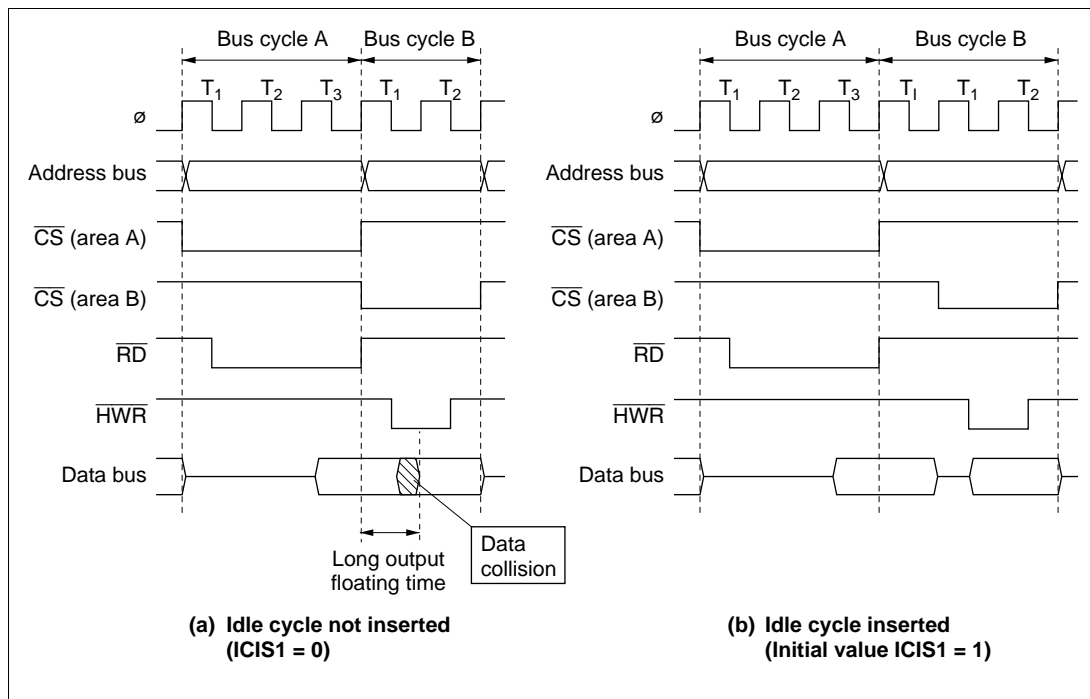 Bus cycle A Bus cycle B
T1 T2 T3 T1 T2
ø
Address bus
CS (area A)
CS (area B)
RD
HWR
Data bus
Long output
floating time
Data
collision
(a) Idle cycle not inserted
(ICIS1 = 0)
Bus cycle A Bus cycle B
T1 T2 T3 TI T1 T2
ø
Address bus
CS (area A)
CS (area B)
RD
HWR
Data bus
(b) Idle cycle inserted
(Initial value ICIS1 = 1)